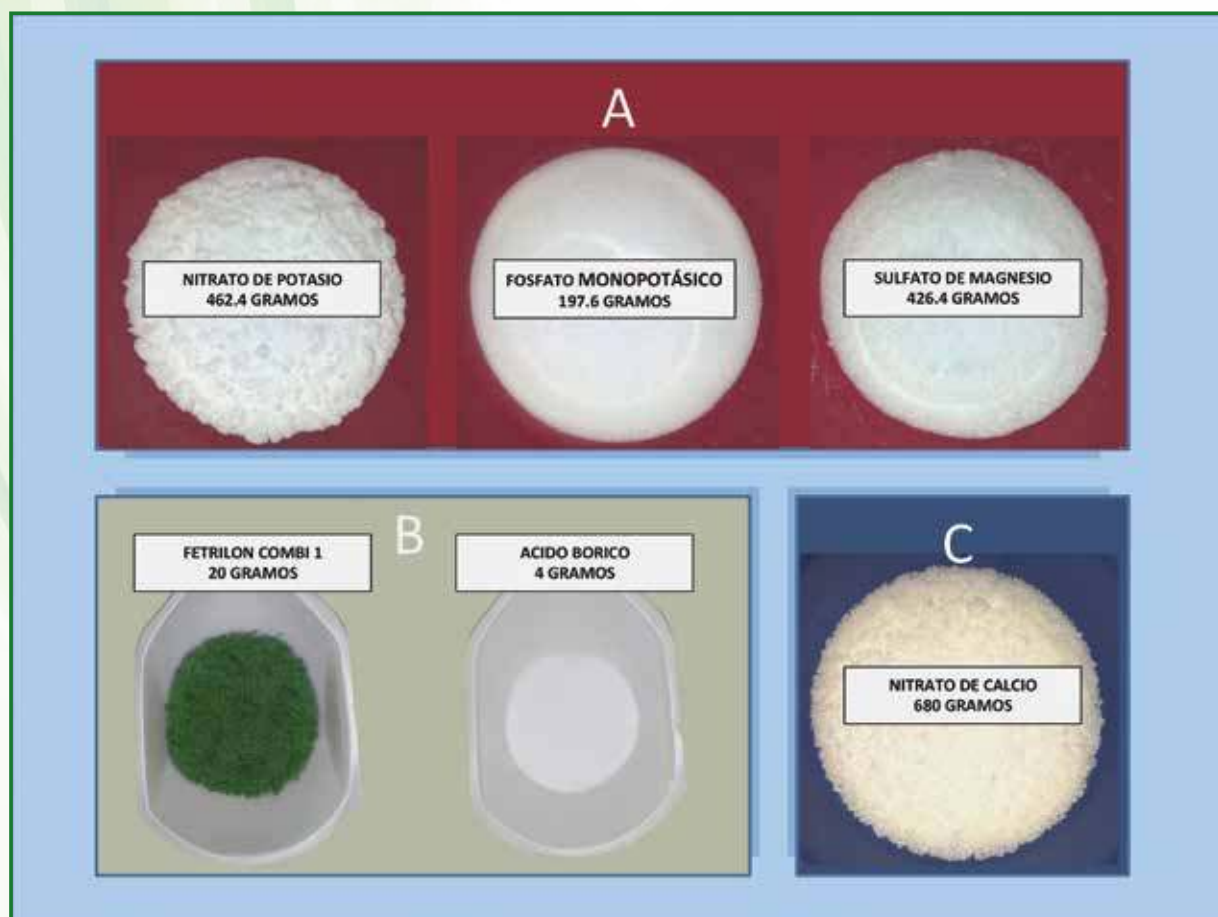 A
NITRATO DE POTASIO
462.4 GRAMOS
FOSFATO MONOPOTÁSICO
197.6 GRAMOS
SULFATO DE MAGNESIO
426.4 GRAMOS
B
FETRILON COMBI 1
20 GRAMOS
ACIDO BORICO
4 GRAMOS
C
NITRATO DE CALCIO
680 GRAMOS